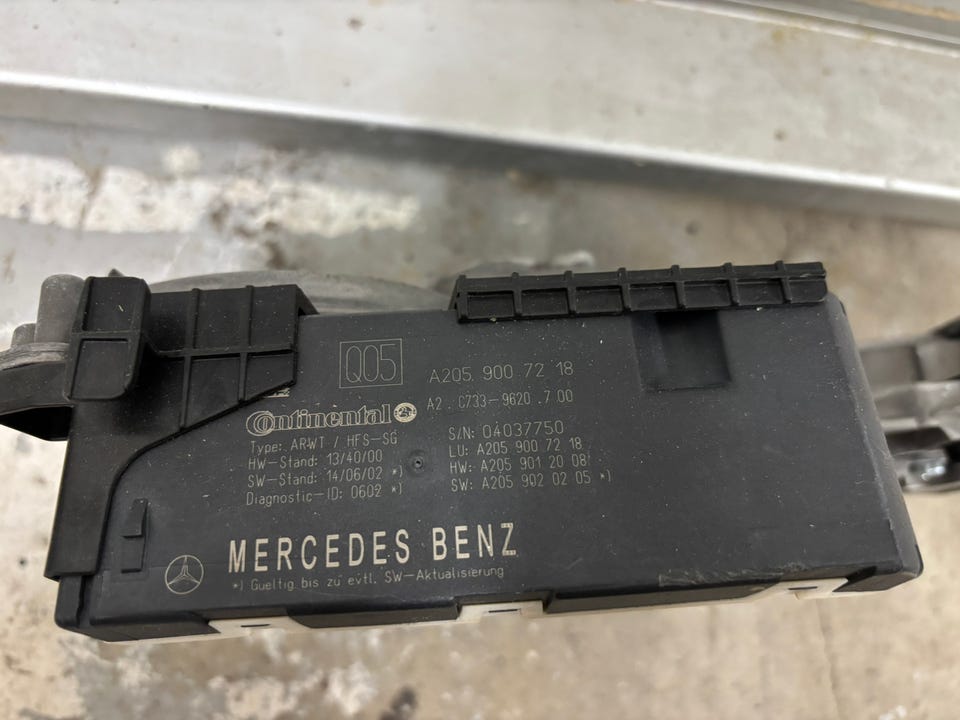 Q05
A205 900 72 18
Continental
A2.C733-9620.700
Type: ARWT / HFS-SG
HW-Stand: 13/40/00
SW-Stand: 14/06/02 *)
Diagnostic-ID: 0602 *)
S/N: 04037750
LU: A205 900 72 18
HW: A205 901 20 08
SW: A205 902 02 05 *)
MERCEDES BENZ
*) Gueltig bis zu evtl. SW-Aktualisierung